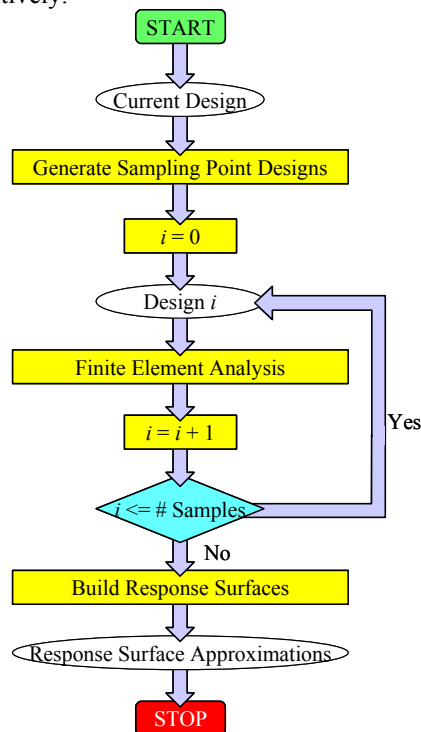 tively.
START
Current Design
Generate Sampling Point Designs
i = 0
Design i
Finite Element Analysis
i = i + 1
Yes
i <= # Samples
No
Build Response Surfaces
Response Surface Approximations
STOP